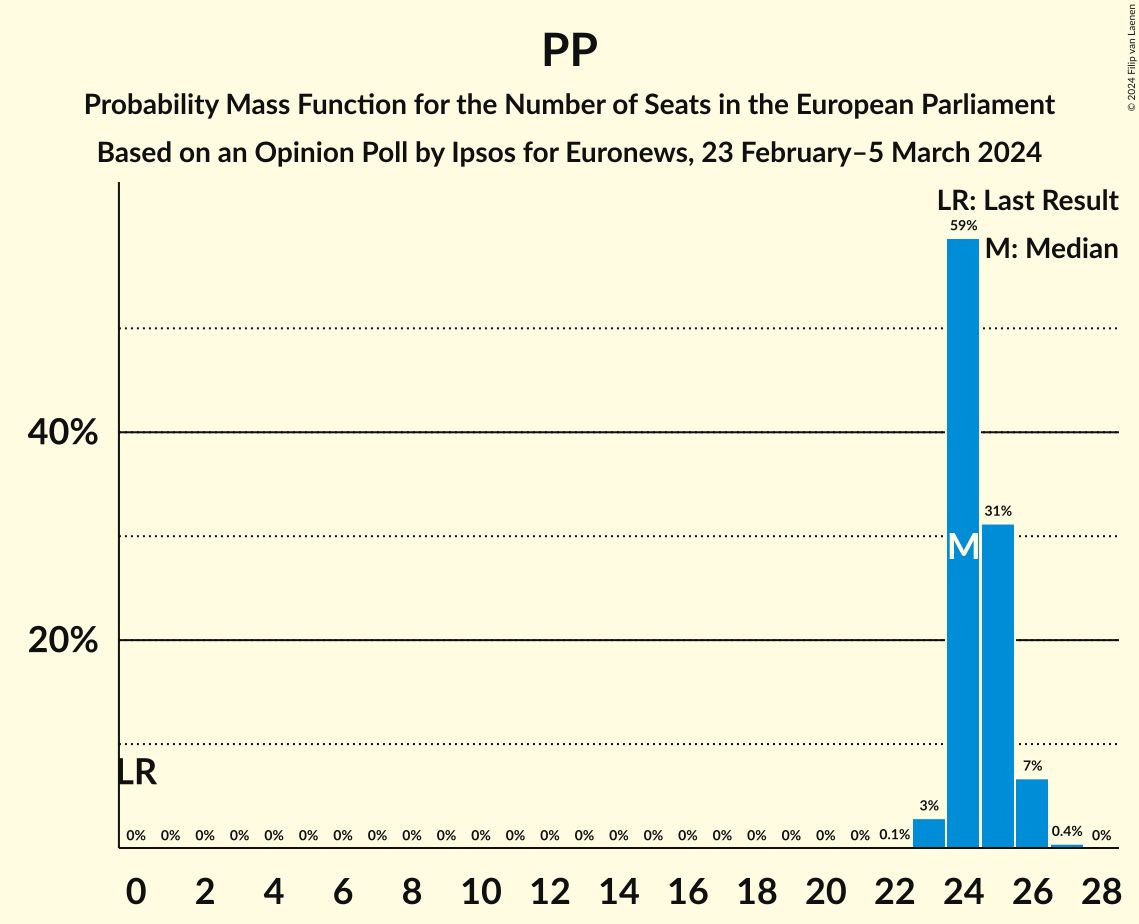 PP
Probability Mass Function for the Number of Seats in the European Parliament
Based on an Opinion Poll by Ipsos for Euronews, 23 February–5 March 2024
© 2024 Filip van Laenen
LR: Last Result
M: Median
59%
40%
31%
M
20%
LR
7%
3%
0% 0% 0% 0% 0% 0% 0% 0% 0% 0% 0% 0% 0% 0% 0% 0% 0% 0% 0% 0% 0% 0% 0.1% 0.4% 0%
0 2 4 6 8 10 12 14 16 18 20 22 24 26 28